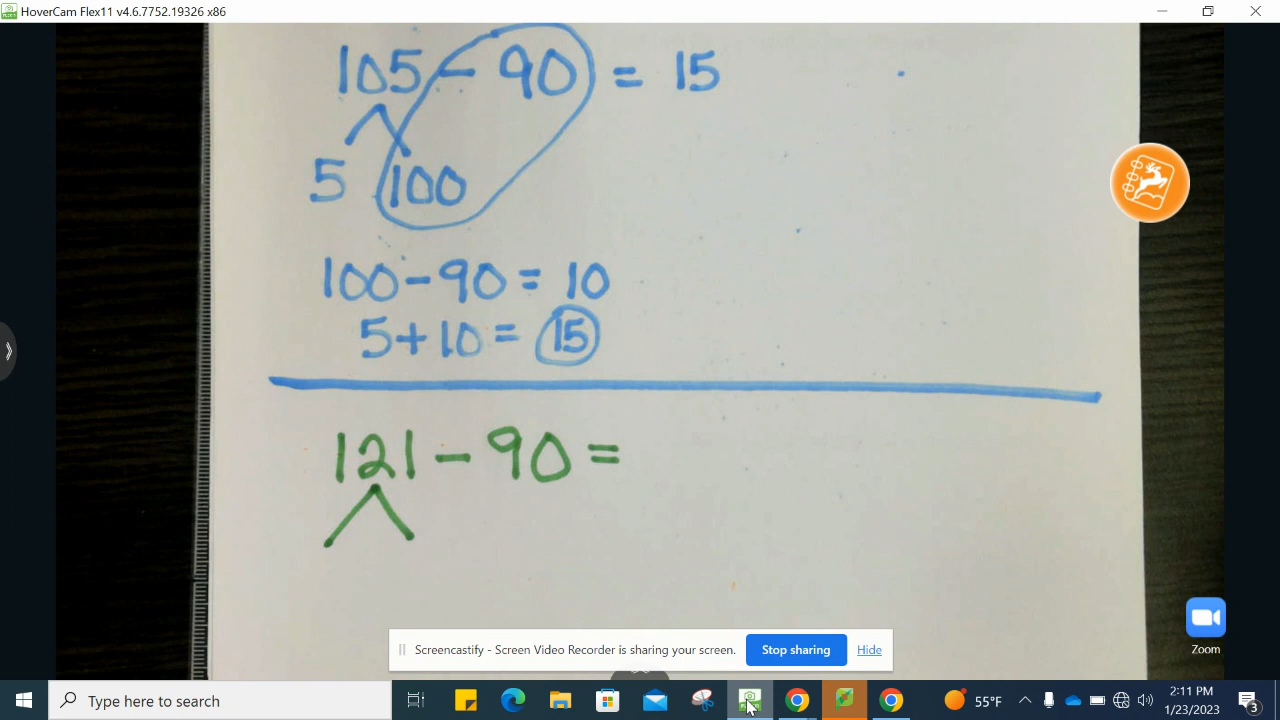 HoverCam Flex11 v4.6.7752.19326 x86
105 - 90 = 15
5 100
100 - 90 = 10
5 + 10 = 15
121 - 90 =
Screencastify - Screen Video Recorder is sharing your screen. Stop sharing Hide
Zoom
Type here to search
55°F
2:11 PM
1/23/2023
3